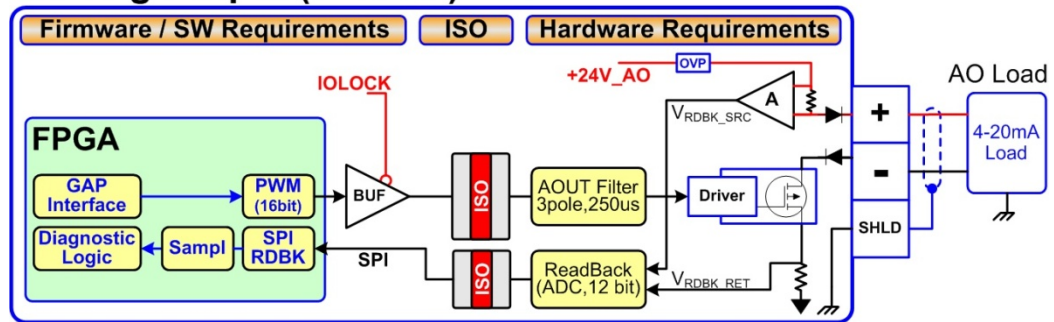 Firmware / SW Requirements
ISO
Hardware Requirements
+24V_AO
OVP
AO Load
IOLOCK
A
VRDBK_SRC
+
4-20mA
Load
FPGA
GAP
Interface
PWM
(16bit)
BUF
ISO
AOUT Filter
3pole,250us
Driver
-
Diagnostic
Logic
Sampl
SPI
RDBK
SPI
ISO
ReadBack
(ADC,12 bit)
VRDBK_RET
SHLD